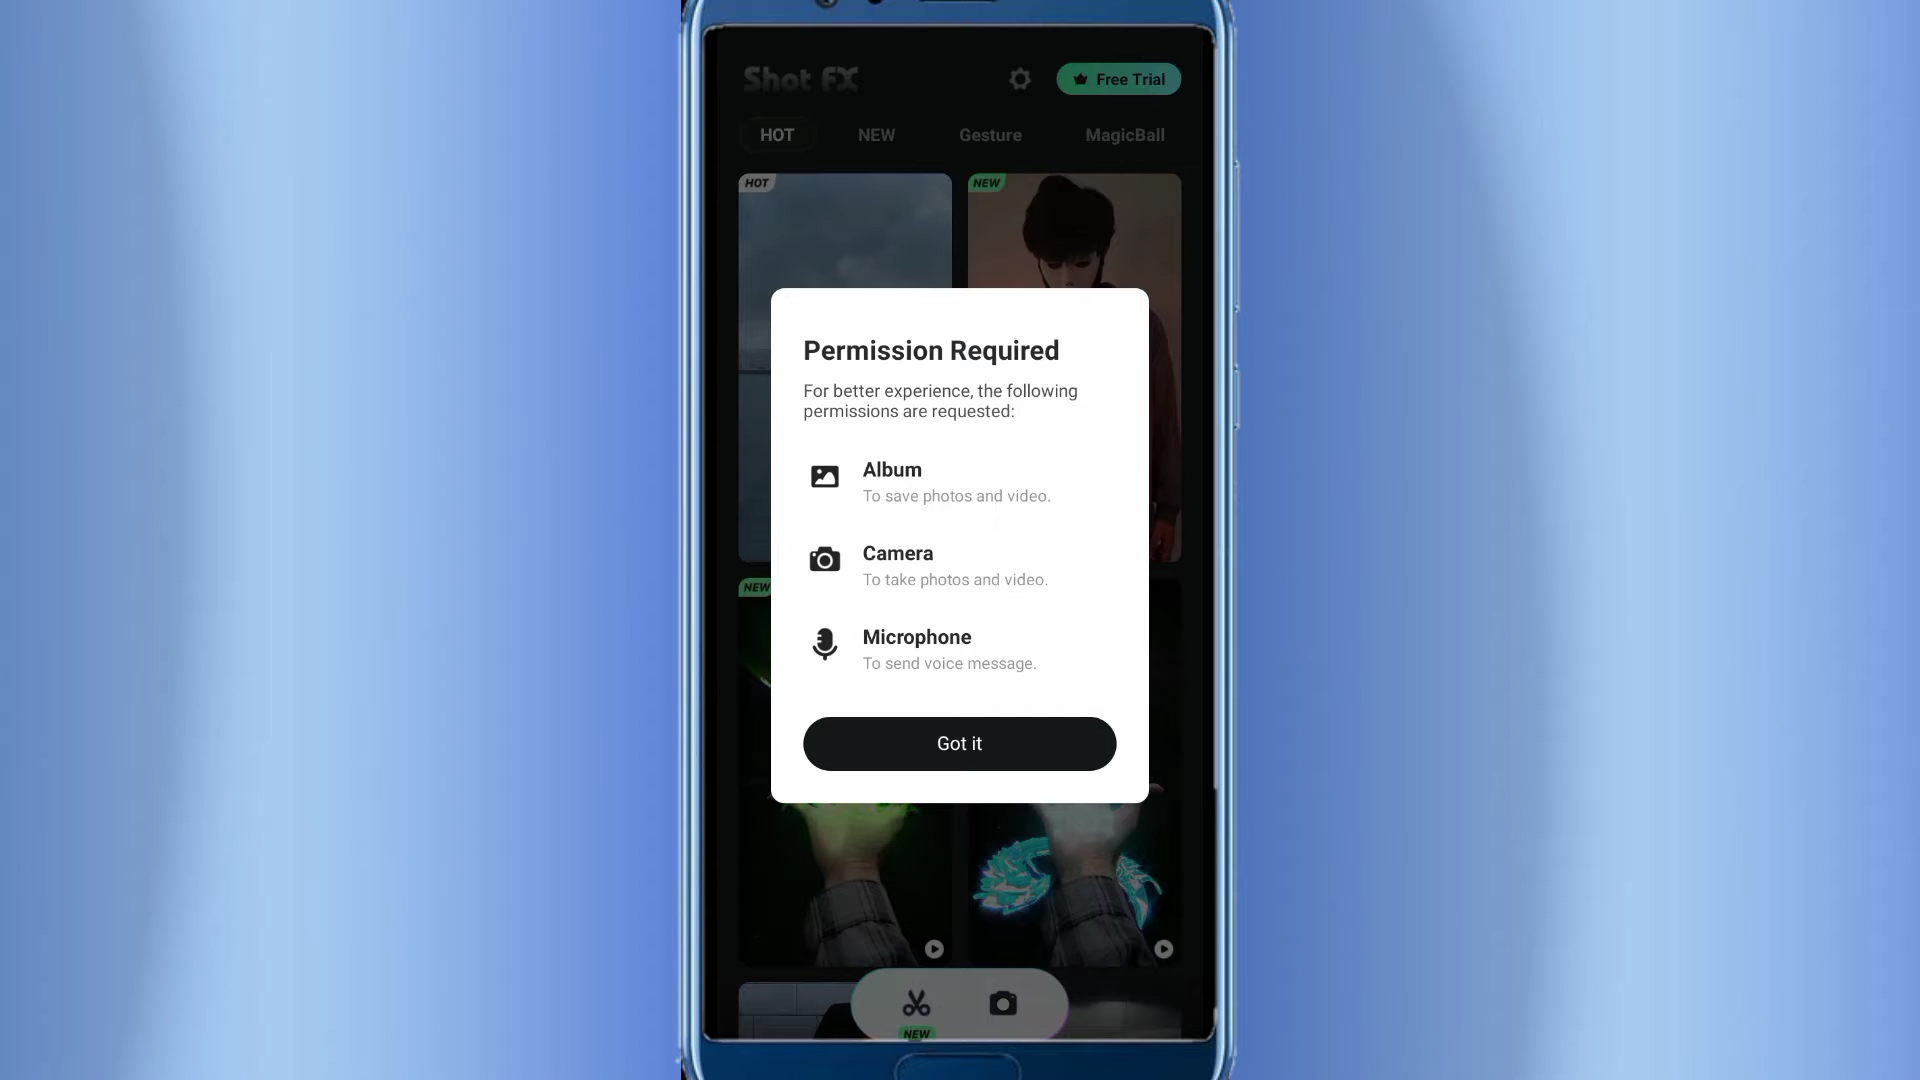 Shot FX
Free Trial
HOT
NEW
Gesture
MagicBall
HOT
NEW
Permission Required
For better experience, the following
permissions are requested:
Album
To save photos and video.
Camera
To take photos and video.
NEW
Microphone
To send voice message.
Got it
NEW